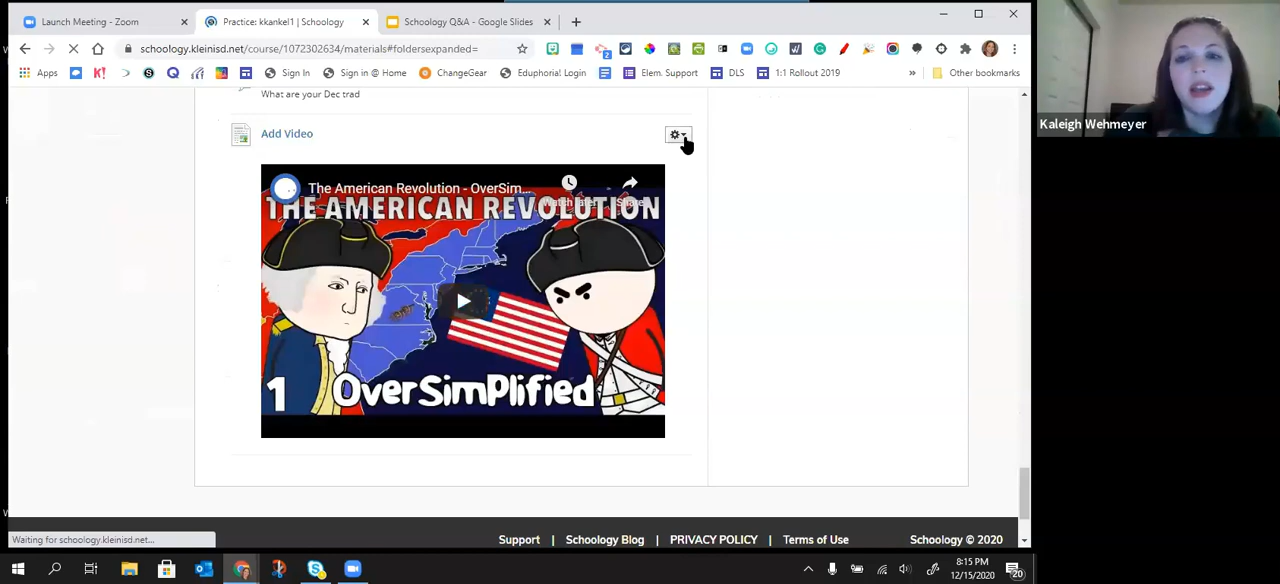 Launch Meeting - Zoom
Practice: kkankel1 | Schoology
Schoology Q&A - Google Slides
schoology.kleinisd.net/course/1072302634/materials#foldersexpanded=
Apps
K!
Sign In
Sign in @ Home
ChangeGear
Euphoria! Login
Elem. Support
DLS
1:1 Rollout 2019
Other bookmarks
What are your Dec trad
Add Video
The American Revolution - OverSim...
Watch later
Share
THE AMERICAN REVOLUTION
1 OverSimplified
Support | Schoology Blog | PRIVACY POLICY | Terms of Use
Schoology © 2020
Waiting for schoology.kleinisd.net...
8:15 PM
12/15/2020
20
Kaleigh Wehmeyer